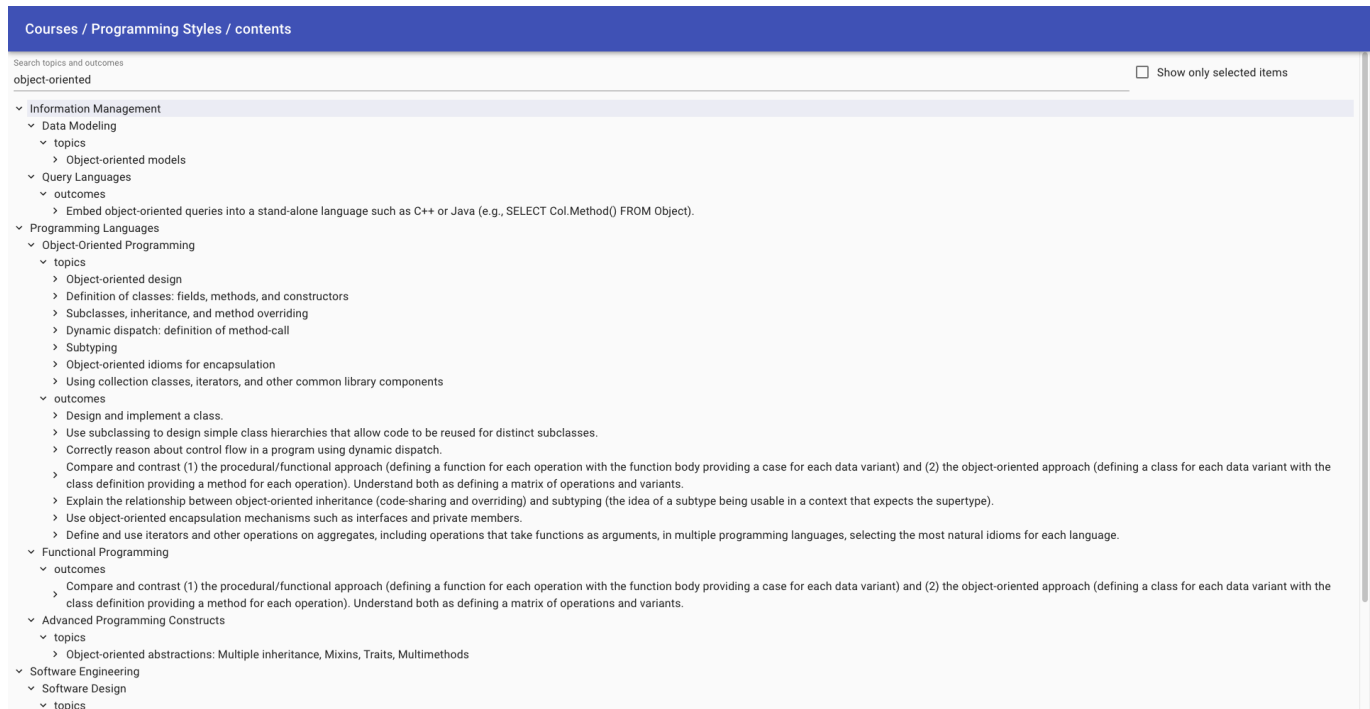 Courses / Programming Styles / contents
Search topics and outcomes
object-oriented
Show only selected items
Information Management
Data Modeling
topics
Object-oriented models
Query Languages
outcomes
Embed object-oriented queries into a stand-alone language such as C++ or Java (e.g., SELECT Col.Method() FROM Object).
Programming Languages
Object-Oriented Programming
topics
Object-oriented design
Definition of classes: fields, methods, and constructors
Subclasses, inheritance, and method overriding
Dynamic dispatch: definition of method-call
Subtyping
Object-oriented idioms for encapsulation
Using collection classes, iterators, and other common library components
outcomes
Design and implement a class.
Use subclassing to design simple class hierarchies that allow code to be reused for distinct subclasses.
Correctly reason about control flow in a program using dynamic dispatch.
Compare and contrast (1) the procedural/functional approach (defining a function for each operation with the function body providing a case for each data variant) and (2) the object-oriented approach (defining a class for each data variant with the
class definition providing a method for each operation). Understand both as defining a matrix of operations and variants.
Explain the relationship between object-oriented inheritance (code-sharing and overriding) and subtyping (the idea of a subtype being usable in a context that expects the supertype).
Use object-oriented encapsulation mechanisms such as interfaces and private members.
Define and use iterators and other operations on aggregates, including operations that take functions as arguments, in multiple programming languages, selecting the most natural idioms for each language.
Functional Programming
outcomes
Compare and contrast (1) the procedural/functional approach (defining a function for each operation with the function body providing a case for each data variant) and (2) the object-oriented approach (defining a class for each data variant with the
class definition providing a method for each operation). Understand both as defining a matrix of operations and variants.
Advanced Programming Constructs
topics
Object-oriented abstractions: Multiple inheritance, Mixins, Traits, Multimethods
Software Engineering
Software Design
topics